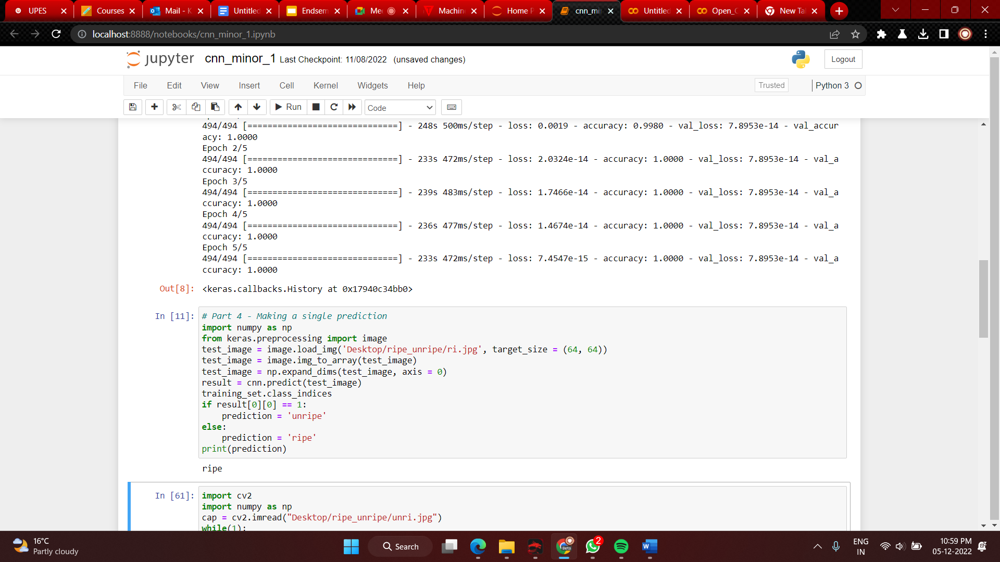 UPES
Courses
Mail - K
Untitled
Endsem
Mee
Machin
Home P
cnn_mi
Untitled
Open_C
New Ta
localhost:8888/notebooks/cnn_minor_1.ipynb
jupyter cnn_minor_1 Last Checkpoint: 11/08/2022 (unsaved changes)
Logout
File Edit View Insert Cell Kernel Widgets Help
Trusted
Python 3
Run
Code
494/494 [==============================] - 248s 500ms/step - loss: 0.0019 - accuracy: 0.9980 - val_loss: 7.8953e-14 - val_accur
acy: 1.0000
Epoch 2/5
494/494 [==============================] - 233s 472ms/step - loss: 2.0324e-14 - accuracy: 1.0000 - val_loss: 7.8953e-14 - val_a
ccuracy: 1.0000
Epoch 3/5
494/494 [==============================] - 239s 483ms/step - loss: 1.7466e-14 - accuracy: 1.0000 - val_loss: 7.8953e-14 - val_a
ccuracy: 1.0000
Epoch 4/5
494/494 [==============================] - 236s 477ms/step - loss: 1.4674e-14 - accuracy: 1.0000 - val_loss: 7.8953e-14 - val_a
ccuracy: 1.0000
Epoch 5/5
494/494 [==============================] - 233s 472ms/step - loss: 7.4547e-15 - accuracy: 1.0000 - val_loss: 7.8953e-14 - val_a
ccuracy: 1.0000
Out[8]: <keras.callbacks.History at 0x17940c34bb0>
In [11]: # Part 4 - Making a single prediction
import numpy as np
from keras.preprocessing import image
test_image = image.load_img('Desktop/ripe_unripe/ri.jpg', target_size = (64, 64))
test_image = image.img_to_array(test_image)
test_image = np.expand_dims(test_image, axis = 0)
result = cnn.predict(test_image)
training_set.class_indices
if result[0][0] == 1:
    prediction = 'unripe'
else:
    prediction = 'ripe'
print(prediction)
ripe
In [61]: import cv2
import numpy as np
cap = cv2.imread("Desktop/ripe_unripe/unri.jpg")
while(1):
16°C
Partly cloudy
Search
Beta
2
W
ENG
IN
10:59 PM
05-12-2022